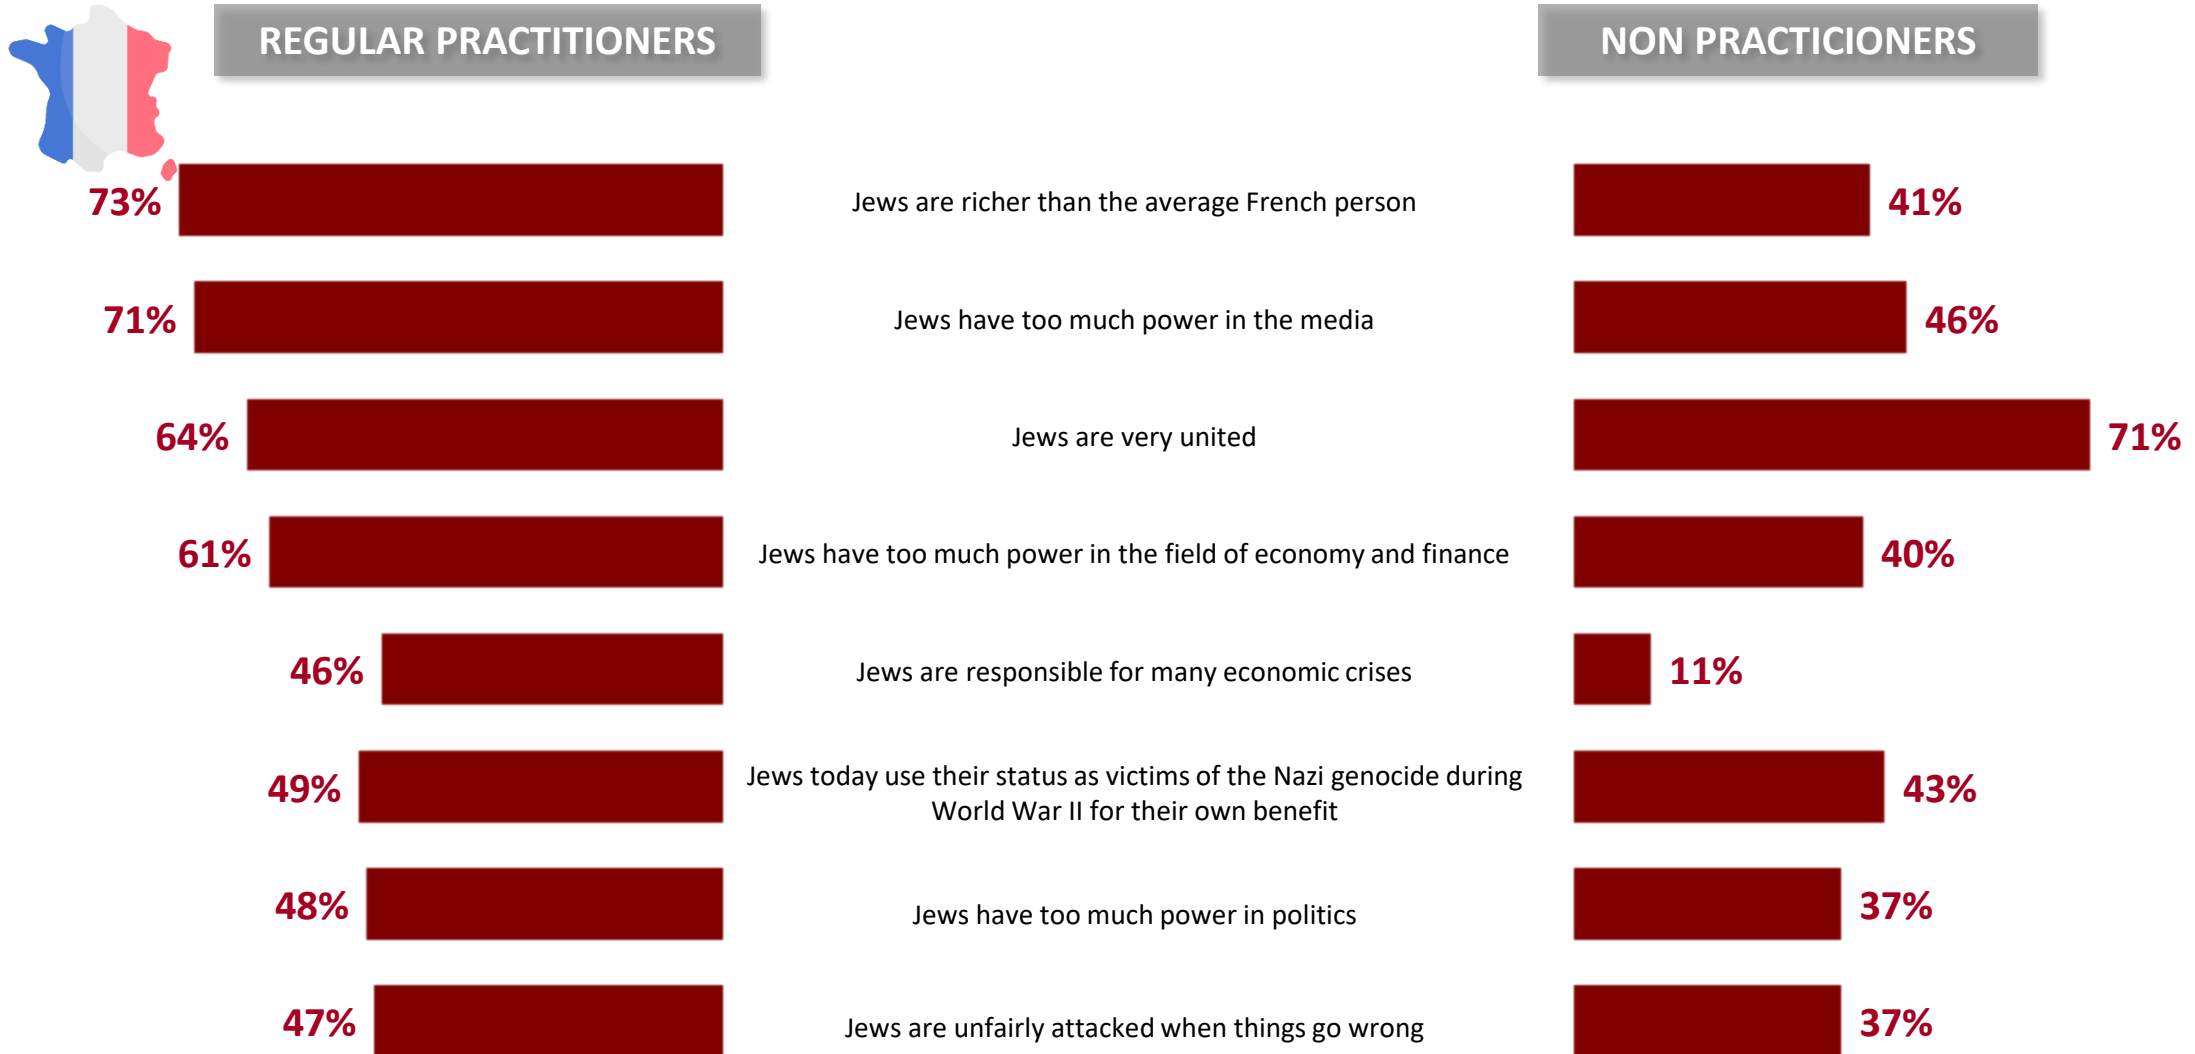 REGULAR PRACTITIONERS
NON PRACTICIONERS
73%
Jews are richer than the average French person
41%
71%
Jews have too much power in the media
46%
64%
Jews are very united
71%
61%
Jews have too much power in the field of economy and finance
40%
46%
Jews are responsible for many economic crises
11%
49%
Jews today use their status as victims of the Nazi genocide during
World War II for their own benefit
43%
48%
Jews have too much power in politics
37%
47%
Jews are unfairly attacked when things go wrong
37%